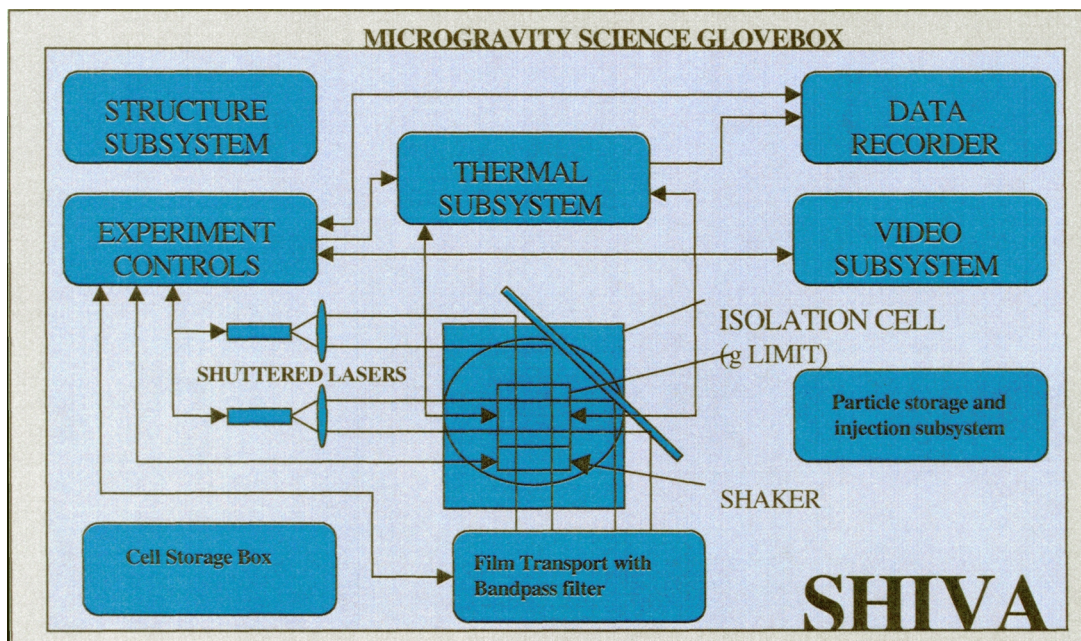 MICROGRAVITY SCIENCE GLOVEBOX
STRUCTURE
SUBSYSTEM
DATA
RECORDER
THERMAL
SUBSYSTEM
EXPERIMENT
CONTROLS
VIDEO
SUBSYSTEM
ISOLATION CELL
(g LIMIT)
SHUTTERED LASERS
Particle storage and
injection subsystem
SHAKER
Cell Storage Box
Film Transport with
Bandpass filter
SHIVA